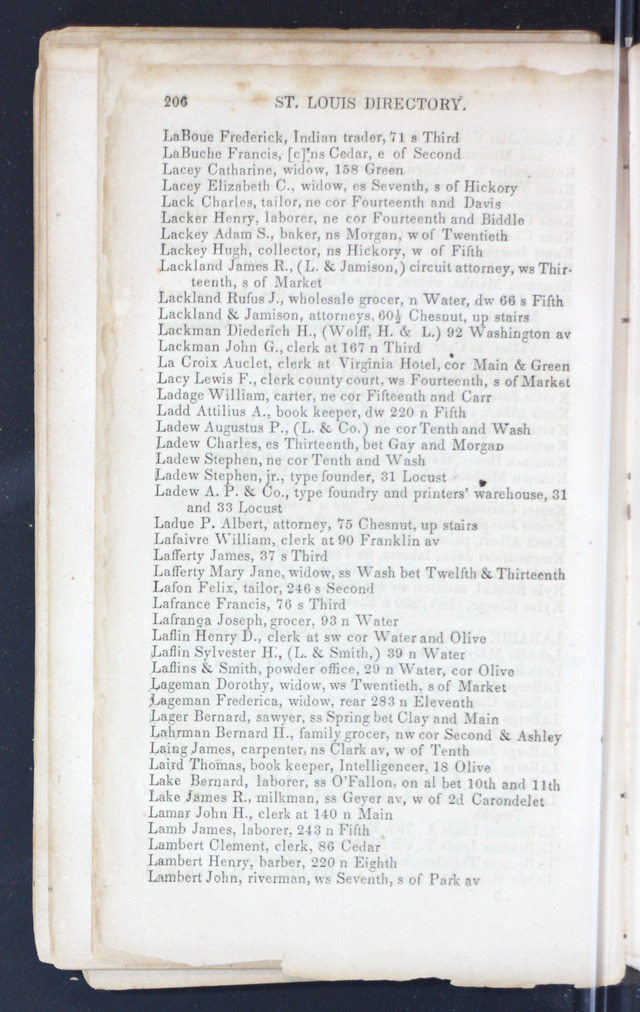 206 ST. LOUIS DIRECTORY.
LaBoue Frederick, Indian trader, 71 s Third
LaBuche Francis, [c]*ns Cedar, e of Second
Lacey Catharine, widow, 158 Green
Lacey Elizabeth C., widow, es Seventh, s of Hickory
Lack Charles, tailor, ne cor Fourteenth and Davis
Lacker Henry, laborer, ne cor Fourteenth and Biddle
Lackey Adam S., baker, ns Morgan, w of Twentieth
Lackey Hugh, collector, ns Hickory, w of Fifth
Lackland James R., (L. & Jamison,) circuit attorney, ws Thir-
teenth, s of Market
Lackland Rufus J., wholesale grocer, n Water, dw 66 s Fifth
Lackland & Jamison, attorneys, 60½ Chesnut, up stairs
Lackman Diederich H., (Wolff, H. & L.) 92 Washington av
Lackman John G., clerk at 167 n Third
La Croix Auclet, clerk at Virginia Hotel, cor Main & Green
Lacy Lewis F., clerk county court, ws Fourteenth, s of Market
Ladage William, carter, ne cor Fifteenth and Carr
Ladd Attilius A., book keeper, dw 220 n Fifth
Ladew Augustus P., (L. & Co.) ne cor Tenth and Wash
Ladew Charles, es Thirteenth, bet Gay and Morgan
Ladew Stephen, ne cor Tenth and Wash
Ladew Stephen, jr., type founder, 31 Locust
Ladew A. P. & Co., type foundry and printers' warehouse, 31
and 33 Locust
Ladue P. Albert, attorney, 75 Chesnut, up stairs
Lafaivre William, clerk at 90 Franklin av
Lafferty James, 37 s Third
Lafferty Mary Jane, widow, ss Wash bet Twelfth & Thirteenth
Lafon Felix, tailor, 246 s Second
Lafrance Francis, 76 s Third
Lafranga Joseph, grocer, 93 n Water
Laflin Henry D., clerk at sw cor Water and Olive
Laflin Sylvester H., (L. & Smith,) 39 n Water
Laflins & Smith, powder office, 29 n Water, cor Olive
Lageman Dorothy, widow, ws Twentieth, s of Market
Lageman Frederica, widow, rear 283 n Eleventh
Lager Bernard, sawyer, ss Spring bet Clay and Main
Lahrman Bernard H., family grocer, nw cor Second & Ashley
Laing James, carpenter, ns Clark av, w of Tenth
Laird Thomas, book keeper, Intelligencer, 18 Olive
Lake Bernard, laborer, ss O'Fallon, on al bet 10th and 11th
Lake James R., milkman, ss Geyer av, w of 2d Carondelet
Lamar John H., clerk at 140 n Main
Lamb James, laborer, 243 n Fifth
Lambert Clement, clerk, 86 Cedar
Lambert Henry, barber, 220 n Eighth
Lambert John, riverman, ws Seventh, s of Park av